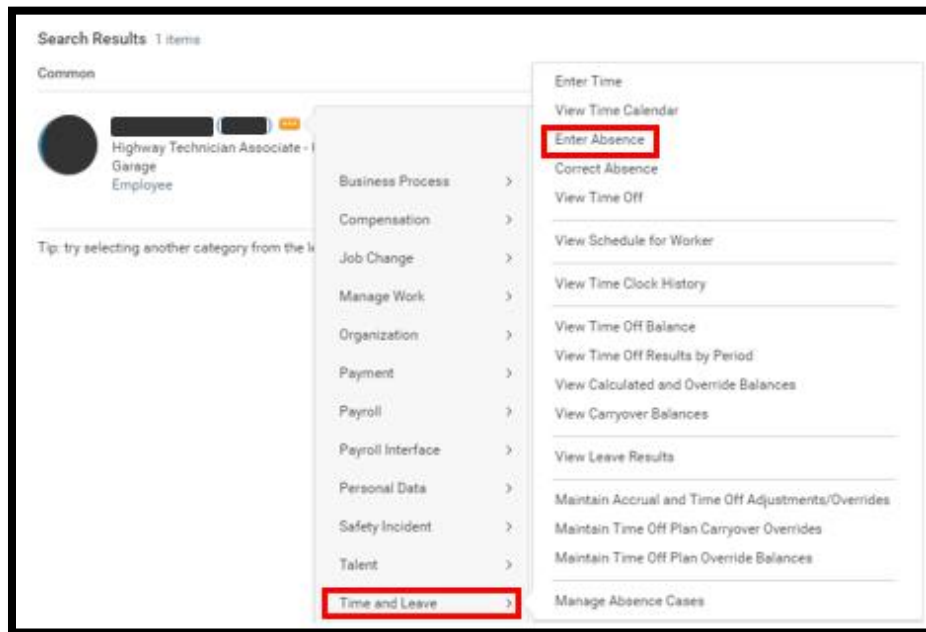 Search Results 1 items
Common
Highway Technician Associate -
Garage
Employee
Tip: try selecting another category from the
Business Process
Compensation
Job Change
Manage Work
Organization
Payment
Payroll
Payroll Interface
Personal Data
Safety Incident
Talent
Time and Leave
Enter Time
View Time Calendar
Enter Absence
Correct Absence
View Time Off
View Schedule for Worker
View Time Clock History
View Time Off Balance
View Time Off Results by Period
View Calculated and Override Balances
View Carryover Balances
View Leave Results
Maintain Accrual and Time Off Adjustments/Overrides
Maintain Time Off Plan Carryover Overrides
Maintain Time Off Plan Override Balances
Manage Absence Cases